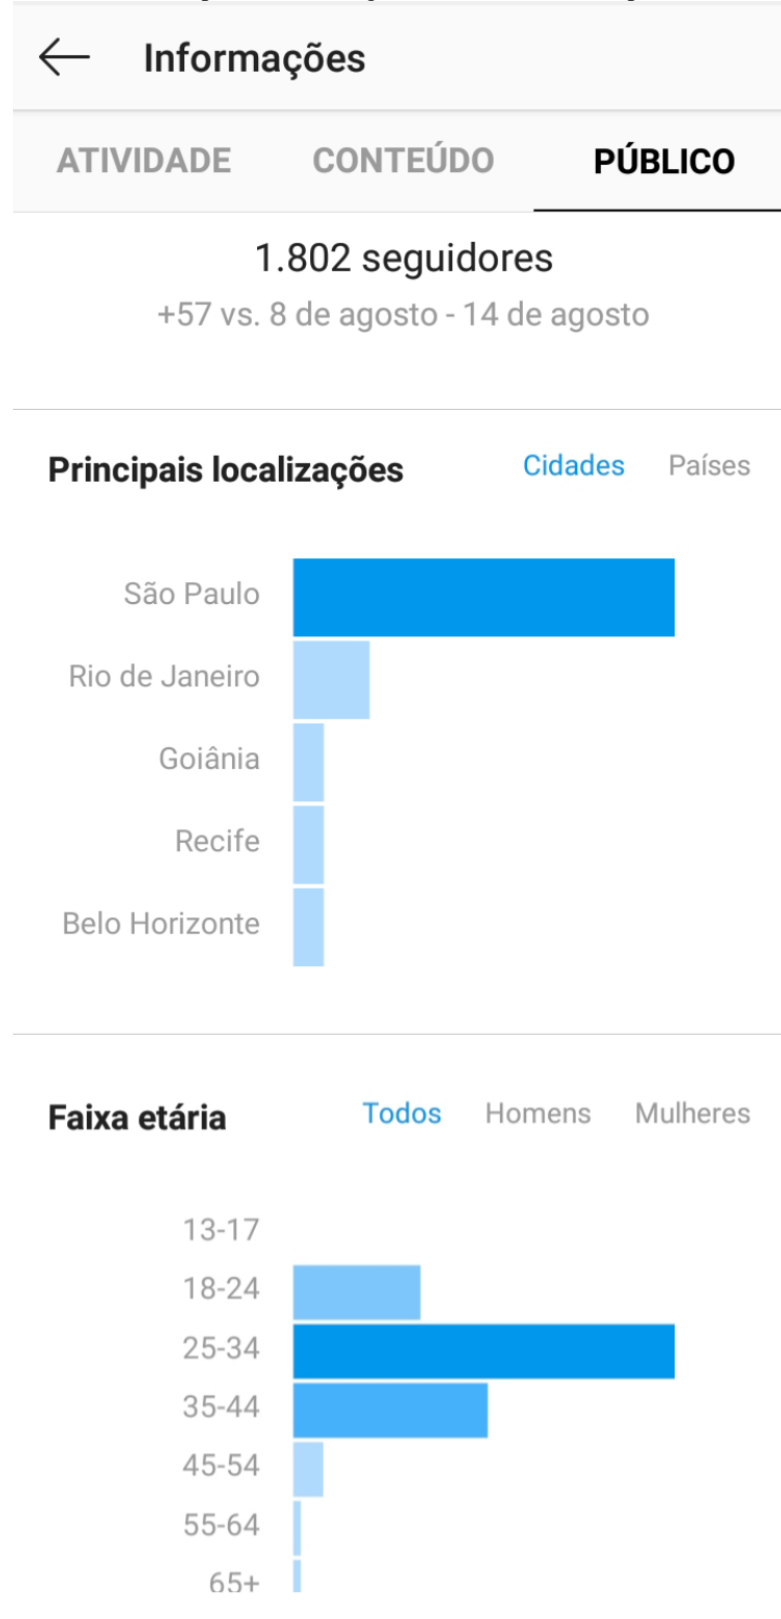 Informações
ATIVIDADE CONTEÚDO PÚBLICO
1.802 seguidores
+57 vs. 8 de agosto - 14 de agosto
Principais localizações Cidades Países
São Paulo
Rio de Janeiro
Goiânia
Recife
Belo Horizonte
Faixa etária Todos Homens Mulheres
13-17
18-24
25-34
35-44
45-54
55-64
65+